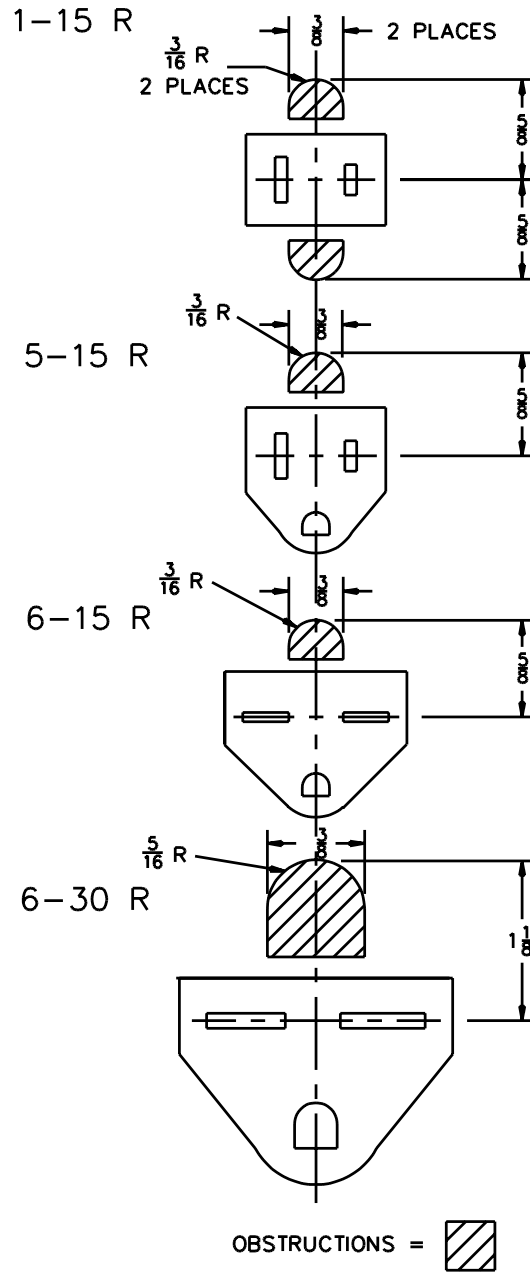 1-15 R
3/8
2 PLACES
3/16 R
2 PLACES
5/8
5/8
5-15 R
3/16 R
3/8
5/8
6-15 R
3/16 R
3/8
5/8
6-30 R
5/16 R
3/8
1 1/8
OBSTRUCTIONS =